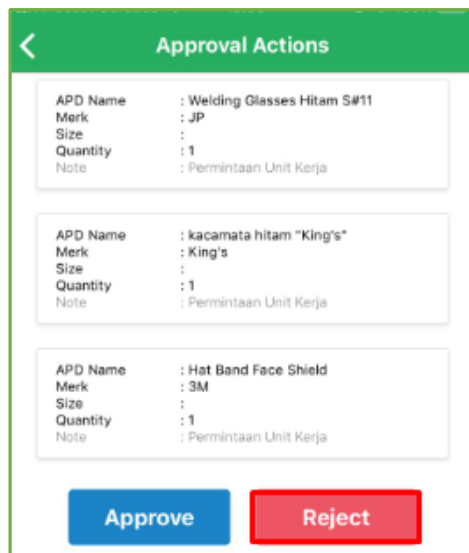 Approval Actions
APD Name : Welding Glasses Hitam S#11
Merk : JP
Size :
Quantity : 1
Note : Permintaan Unit Kerja
APD Name : kacamata hitam "King's"
Merk : King's
Size :
Quantity : 1
Note : Permintaan Unit Kerja
APD Name : Hat Band Face Shield
Merk : 3M
Size :
Quantity : 1
Note : Permintaan Unit Kerja
Approve Reject